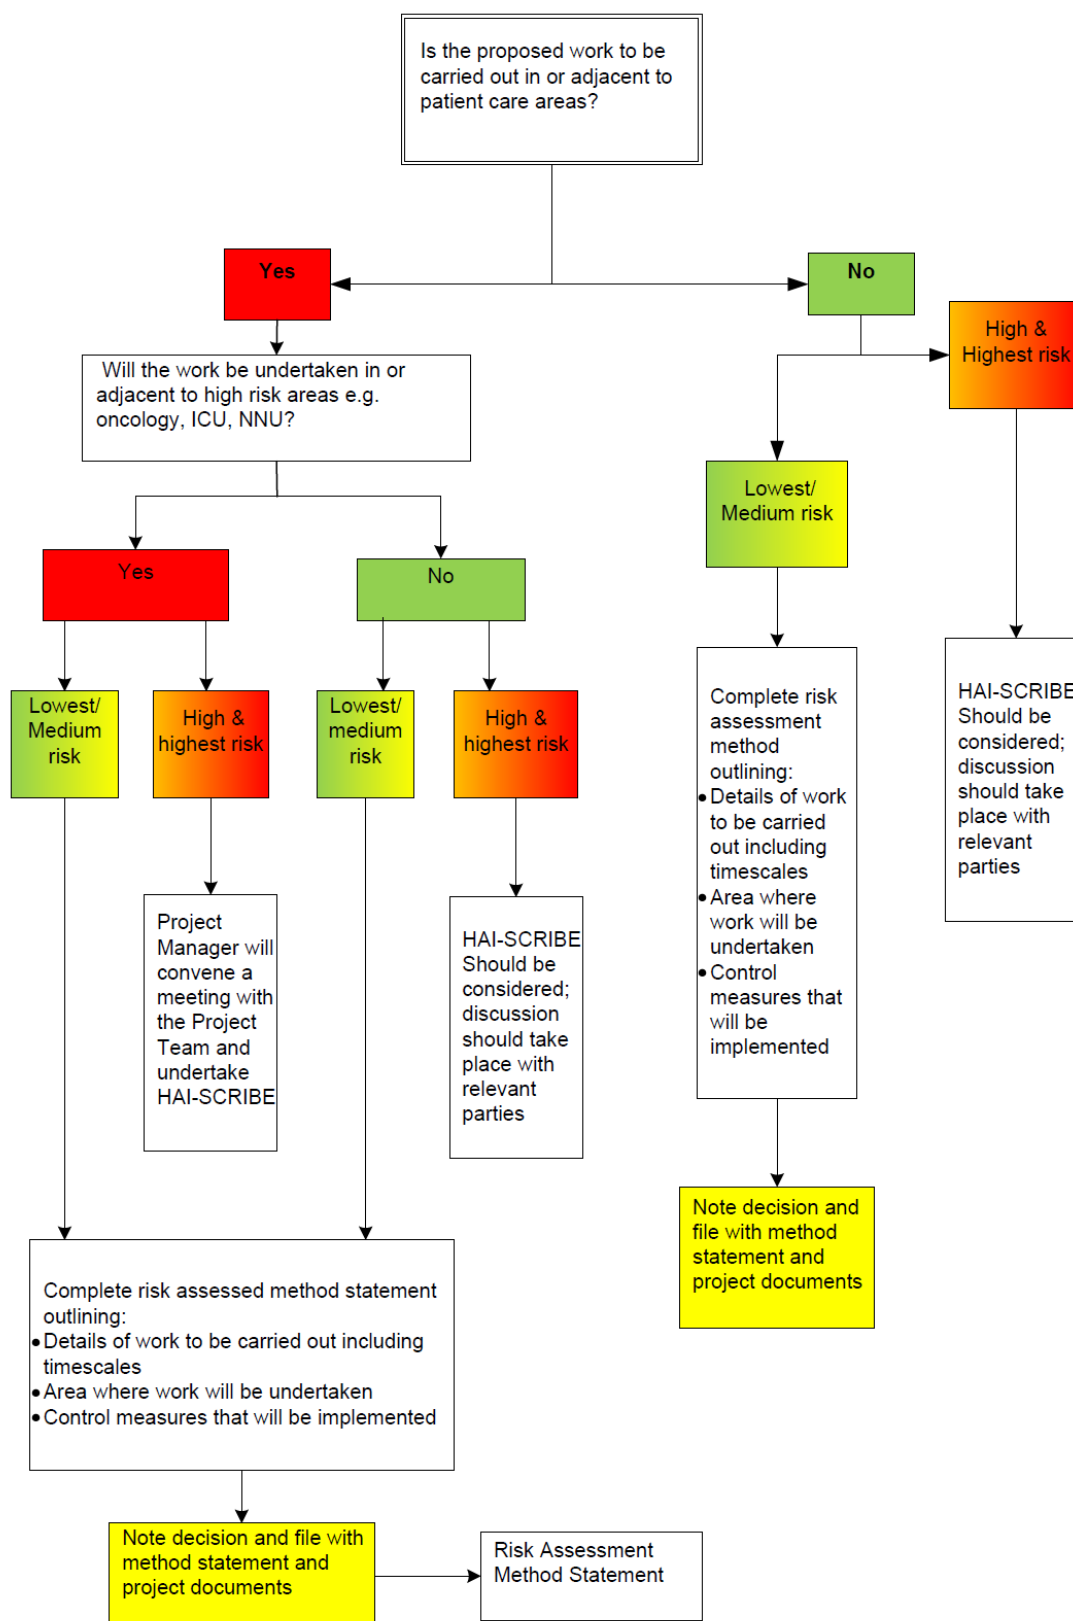 Is the proposed work to be
carried out in or adjacent to
patient care areas?
Yes
No
High &
Highest risk
Will the work be undertaken in or
adjacent to high risk areas e.g.
oncology, ICU, NNU?
Lowest/
Medium risk
Yes
No
Lowest/
Medium
risk
High &
highest risk
Lowest/
medium
risk
High &
highest risk
Complete risk
assessment
method
outlining:
• Details of work
to be carried
out including
timescales
• Area where
work will be
undertaken
• Control
measures that
will be
implemented
HAI-SCRIBE
Should be
considered;
discussion
should take
place with
relevant
parties
Project
Manager will
convene a
meeting with
the Project
Team and
undertake
HAI-SCRIBE
HAI-SCRIBE
Should be
considered;
discussion
should take
place with
relevant
parties
Note decision and
file with method
statement and
project documents
Complete risk assessed method statement
outlining:
• Details of work to be carried out including
timescales
• Area where work will be undertaken
• Control measures that will be implemented
Note decision and file with
method statement and
project documents
Risk Assessment
Method Statement